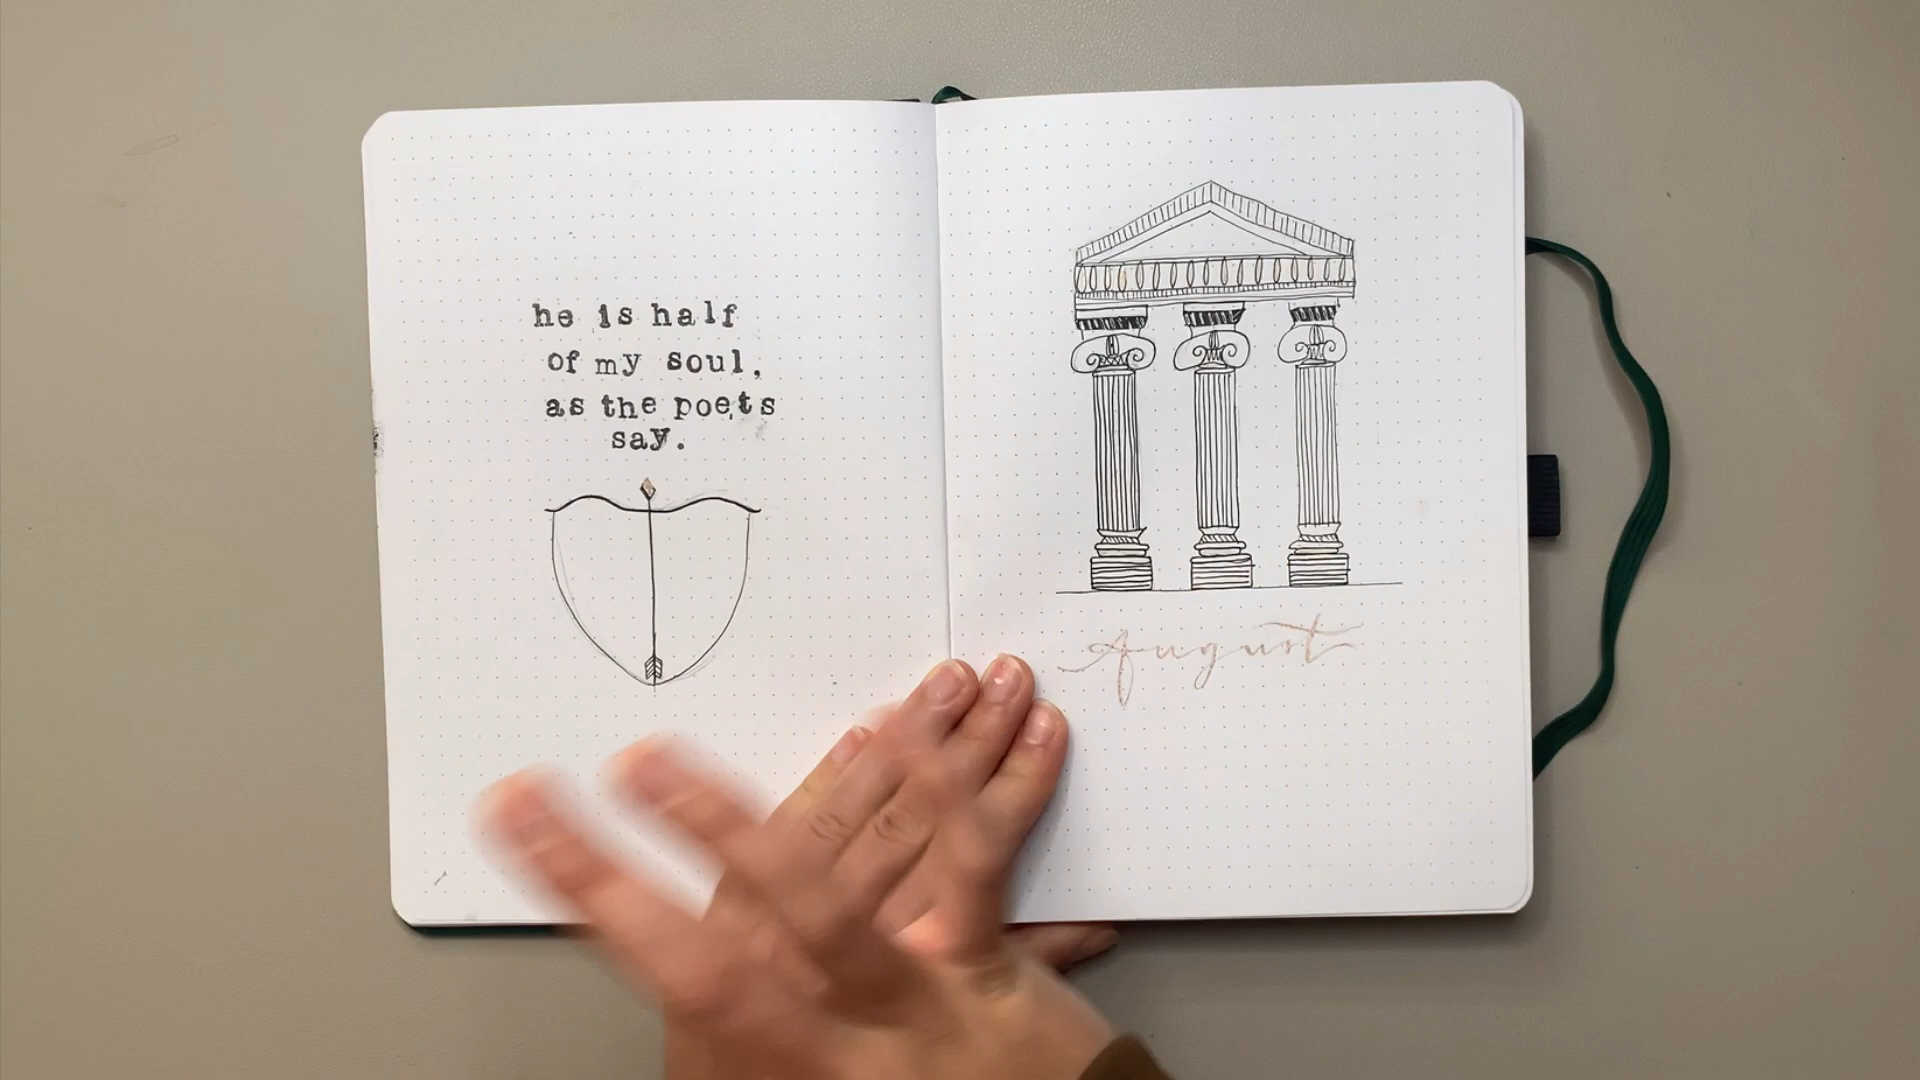 he is half
of my soul,
as the poets
say.
August